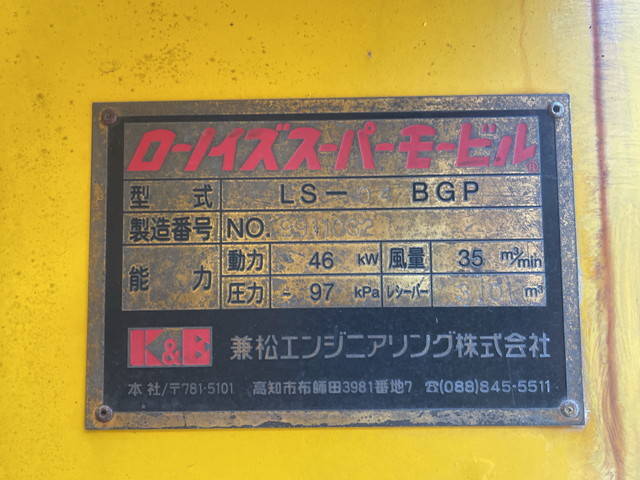 ローノイズスーパーモービル®
型式 LS— BGP
製造番号 NO.
能力 動力 46 kW 風量 35 m³/min
圧力 - 97 kPa レシーバー m³
K&E 兼松エンジニアリング株式会社
本社/〒781-5101 高知市布師田3981番地7 ☎(088)845-5511